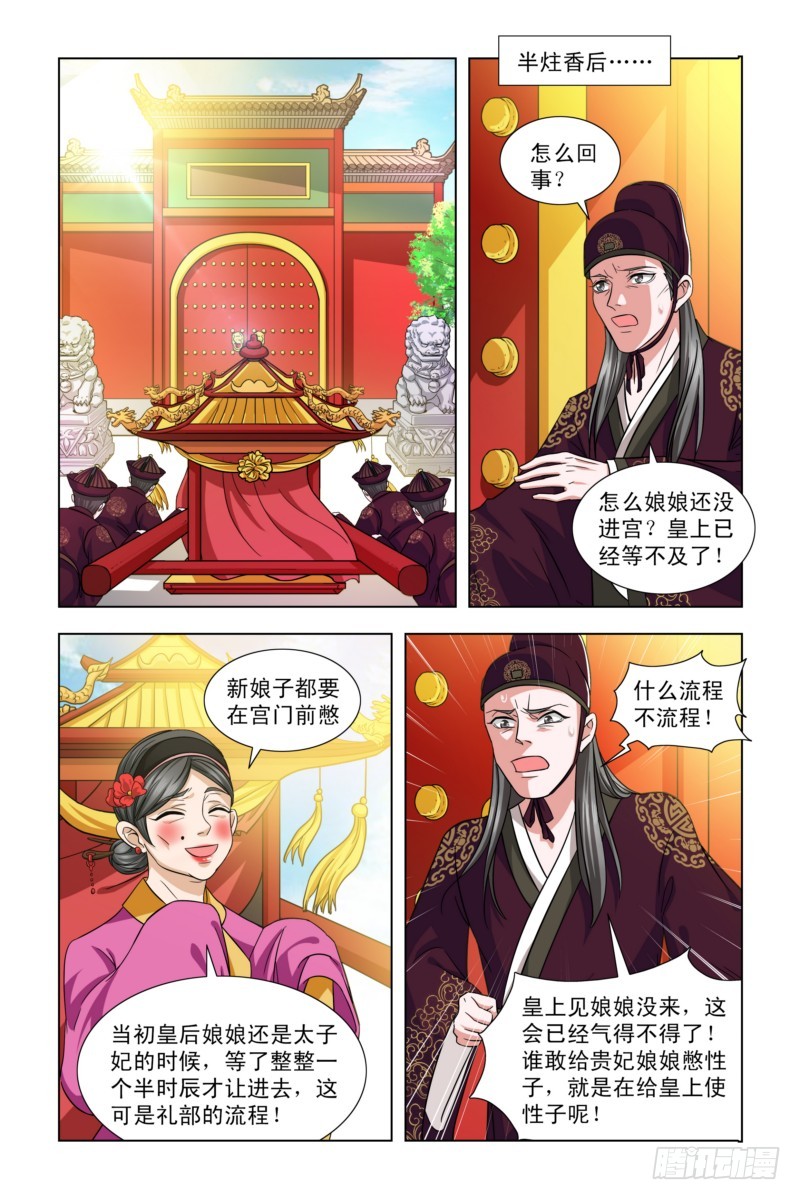 半炷香后……
怎么回
事？
怎么娘娘还没
进宫？皇上已
经等不及了！
新娘子都要
在宫门前憋
当初皇后娘娘还是太子
妃的时候，等了整整一
个半时辰才让进去，这
可是礼部的流程！
什么流程
不流程！
皇上见娘娘没来，这
会已经气得不得了！
谁敢给贵妃娘娘憋性
子，就是在给皇上使
性子呢！
腾讯动漫